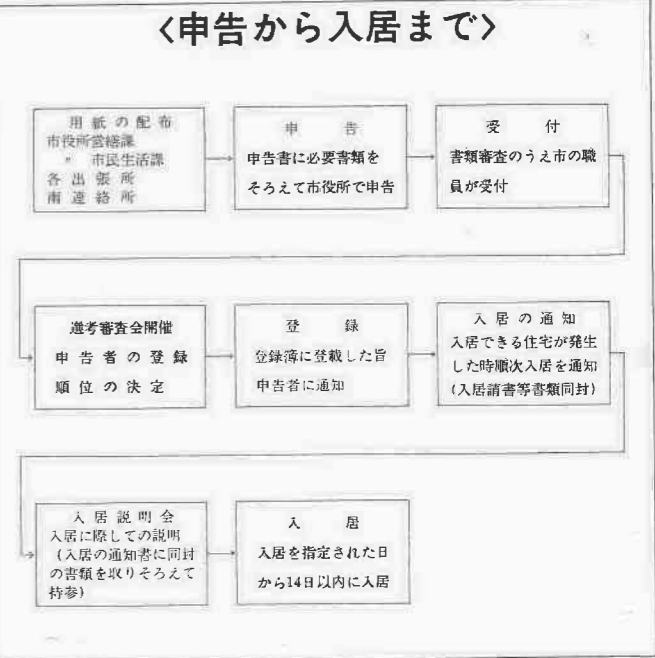 〈申告から入居まで〉
用紙の配布
市役所営繕課
〃 市民生活課
各出張所
南連絡所
申告
申告書に必要書類を
そろえて市役所で申告
受付
書類審査のうえ市の職
員が受付
選考審査会開催
申告者の登録
順位の決定
登録
登録簿に登載した旨
申告者に通知
入居の通知
入居できる住宅が発生
した時順次入居を通知
(入居請書等書類同封)
入居説明会
入居に際しての説明
(入居の通知書に同封
の書類を取りそろえて
持参)
入居
入居を指定された日
から14日以内に入居